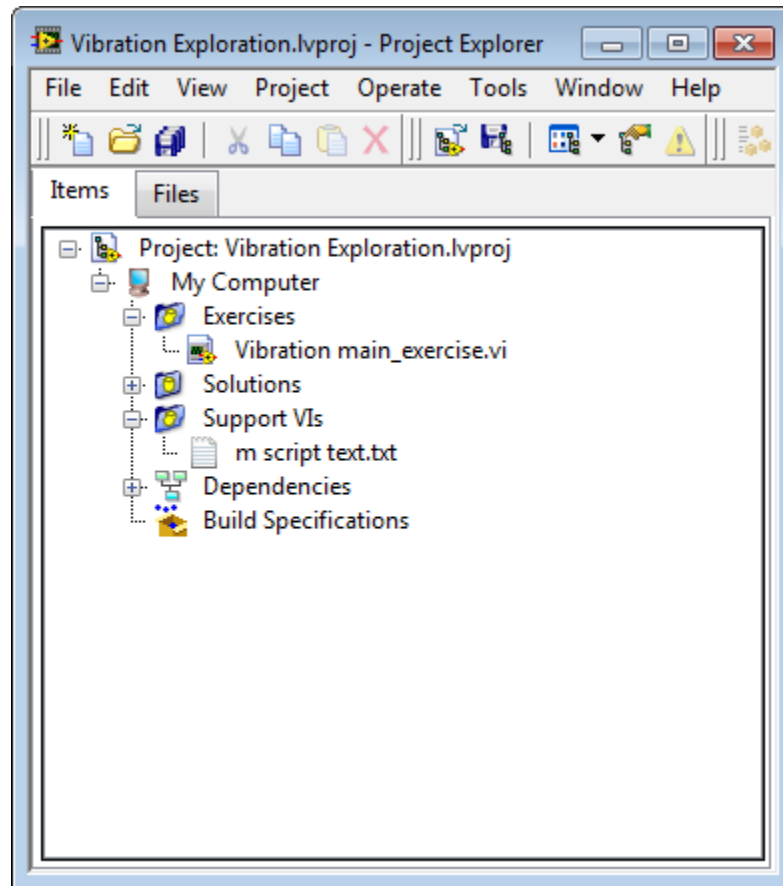 Vibration Exploration.lvproj - Project Explorer
File Edit View Project Operate Tools Window Help
Items Files
Project: Vibration Exploration.lvproj
My Computer
Exercises
Vibration main_exercise.vi
Solutions
Support VIs
m script text.txt
Dependencies
Build Specifications